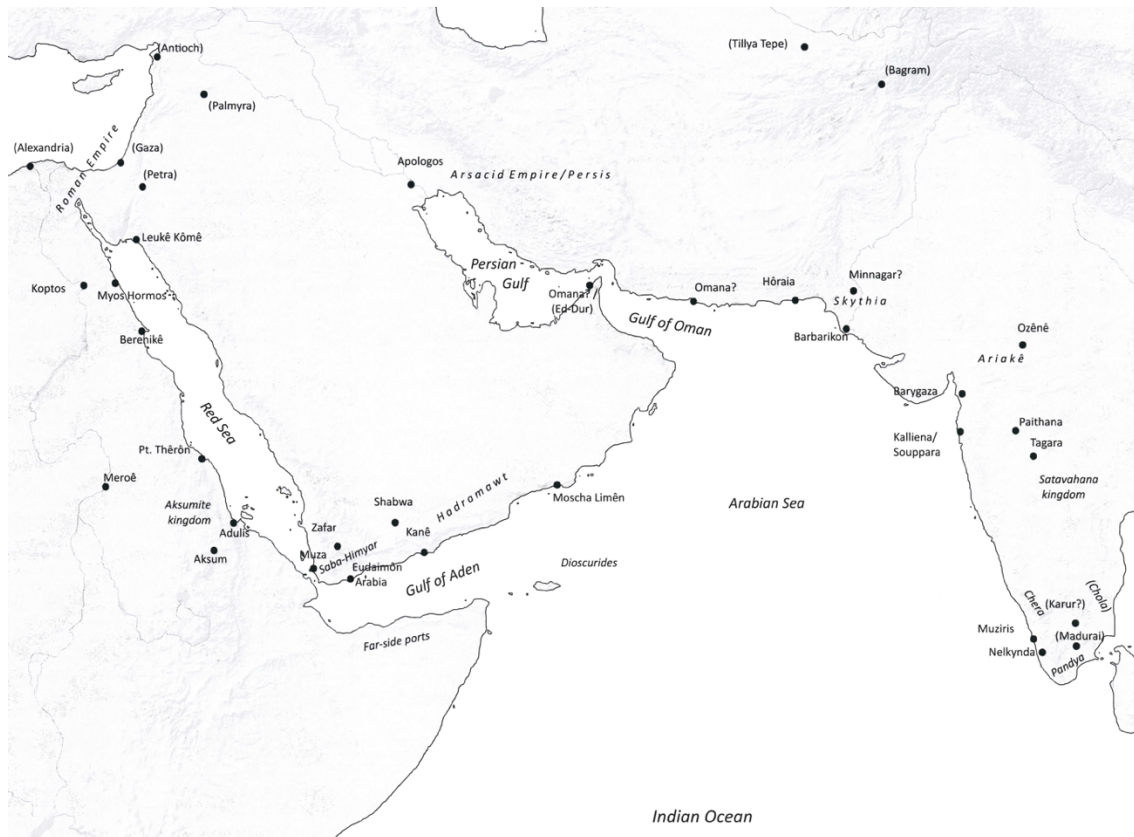 (Antioch)
(Tillya Tepe)
(Bagram)
(Palmyra)
(Alexandria)
Roman Empire
(Gaza)
(Petra)
Apologos
Arsacid Empire/Persis
Leukê Kômê
Koptos
Myos Hormos
Berenikê
Persian
Gulf
Omana?
(Ed-Dur)
Gulf of Oman
Omana?
Hôraia
Minnagar?
Skythia
Barbarikon
Ozênê
Ariakê
Barygaza
Kalliena/
Souppara
Paithana
Tagara
Satavahana
kingdom
Red Sea
Pt. Thêrôn
Meroê
Aksumite
kingdom
Adulis
Aksum
Zafar
Shabwa
Hadramawt
Kanê
Moscha Limên
Muza
Saba-Himyar
Eudaimôn
Arabia
Gulf of Aden
Dioscurides
Arabian Sea
Far-side ports
Chera
(Karur?)
(Chola)
Muziris
(Madurai)
Nelkynda
Pandya
Indian Ocean